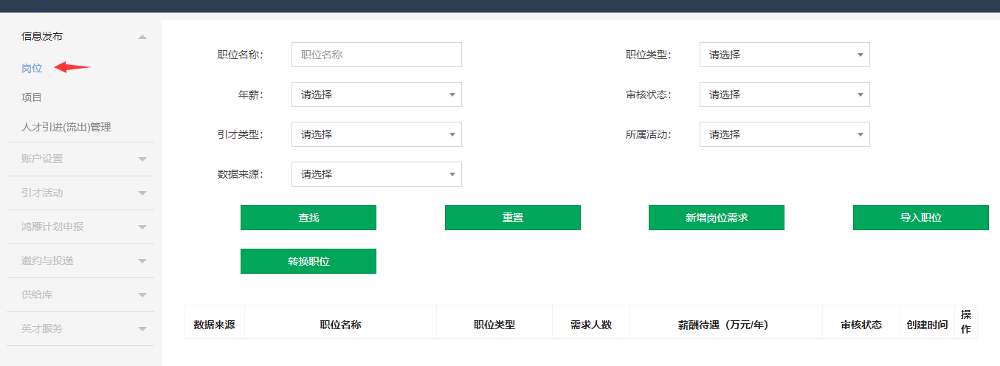 信息发布
岗位
项目
人才引进(流出)管理
账户设置
引才活动
鸿雁计划申报
邀约与投递
供给库
英才服务
职位名称： 职位名称 职位类型： 请选择
年薪： 请选择 审核状态： 请选择
引才类型： 请选择 所属活动： 请选择
数据来源： 请选择
查找 重置 新增岗位需求 导入职位
转换职位
数据来源 职位名称 职位类型 需求人数 薪酬待遇（万元/年） 审核状态 创建时间 操作